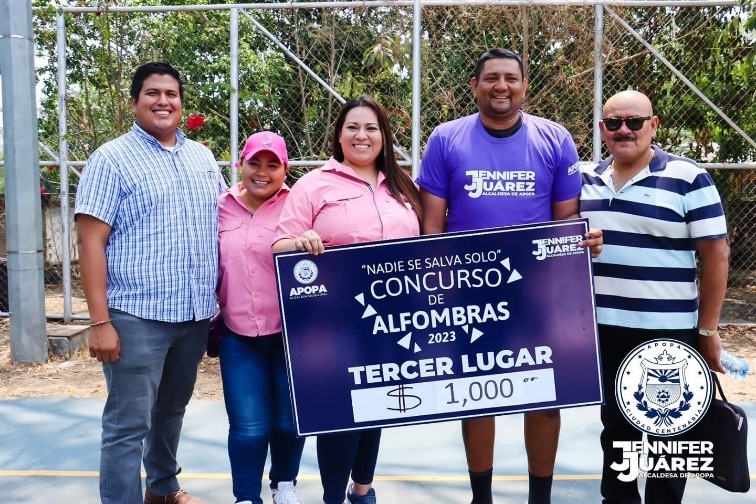 JENNIFER
JUÁREZ
ALCALDESA DE APOPA
APOPA
"NADIE SE SALVA SOLO"
CONCURSO
DE
ALFOMBRAS
2023
TERCER LUGAR
$ 1,000 00
JENNIFER
JUÁREZ
ALCALDESA DE APOPA
APOPA
CIUDAD CENTENARIA
JENNIFER
JUÁREZ
ALCALDESA DE APOPA